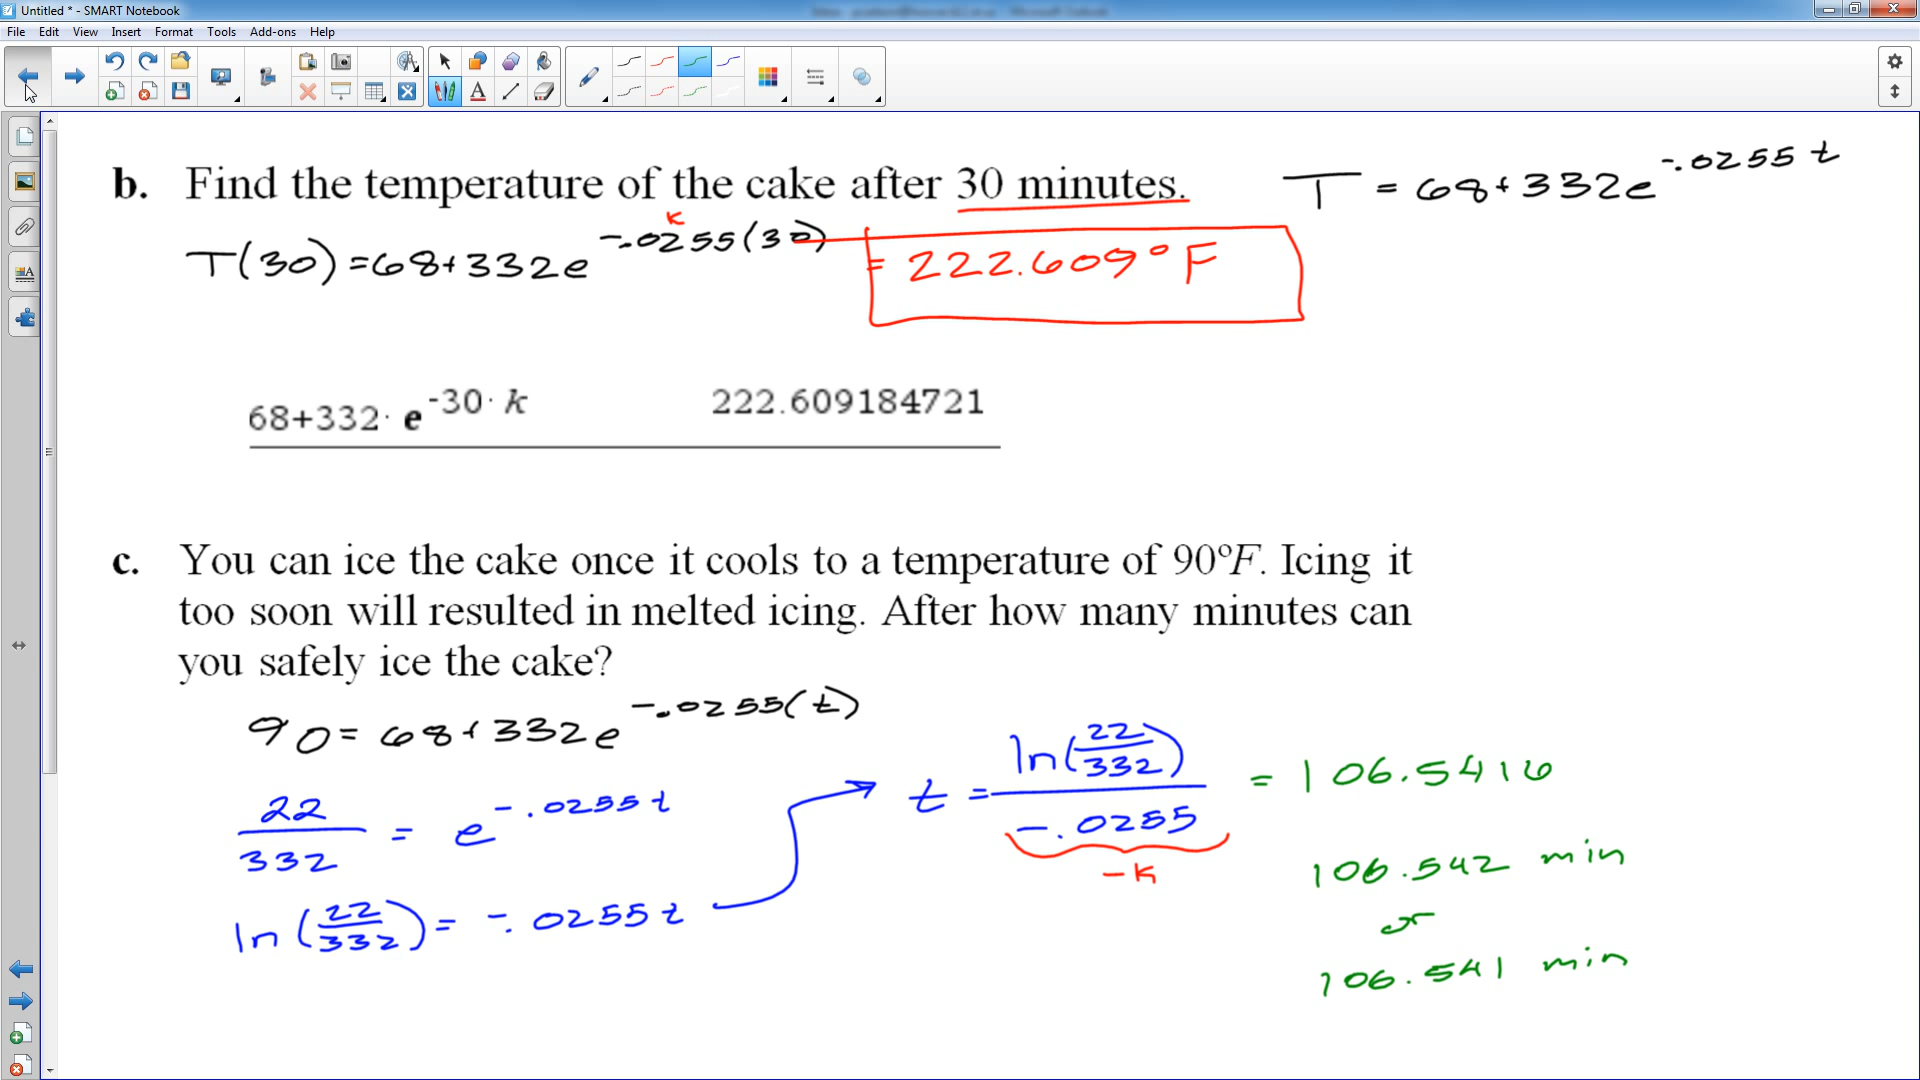 Untitled * - SMART Notebook
File Edit View Insert Format Tools Add-ons Help
b. Find the temperature of the cake after 30 minutes.
T = 68+332e^-.0255t
K
T(30)=68+332e^-.0255(30)
= 222.609° F
68+332· e^-30·k 222.609184721
c. You can ice the cake once it cools to a temperature of 90°F. Icing it
too soon will resulted in melted icing. After how many minutes can
you safely ice the cake?
90= 68+332e^-.0255(t)
22/332 = e^-.0255t
ln(22/332)= -.0255t
t = ln(22/332)/-.0255 = 106.5416
-K
106.542 min
or
106.541 min